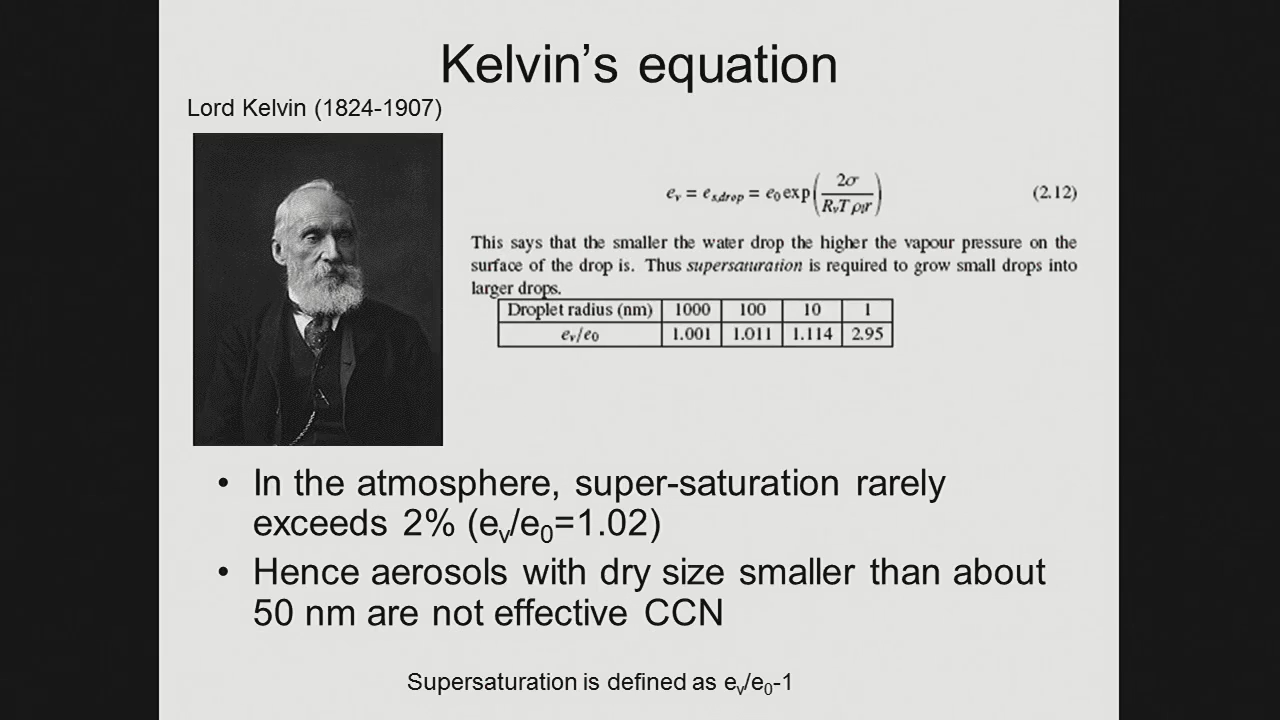 Kelvin’s equation
Lord Kelvin (1824-1907)
e_v = e_{s,drop} = e_0 exp(2σ / R_vT ρ_l r) (2.12)
This says that the smaller the water drop the higher the vapour pressure on the
surface of the drop is. Thus supersaturation is required to grow small drops into
larger drops.
Droplet radius (nm) 1000 100 10 1
e_v/e_0 1.001 1.011 1.114 2.95
• In the atmosphere, super-saturation rarely
exceeds 2% (e_v/e_0=1.02)
• Hence aerosols with dry size smaller than about
50 nm are not effective CCN
Supersaturation is defined as e_v/e_0-1